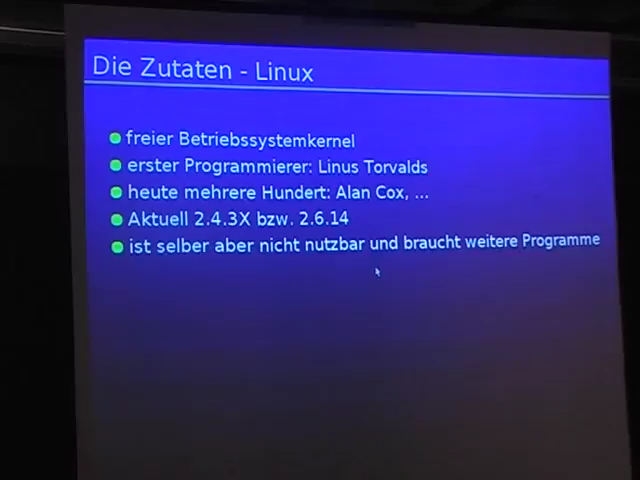 Die Zutaten - Linux
freier Betriebssystemkernel
erster Programmierer: Linus Torvalds
heute mehrere Hundert: Alan Cox, ...
Aktuell 2.4.3X bzw. 2.6.14
ist selber aber nicht nutzbar und braucht weitere Programme